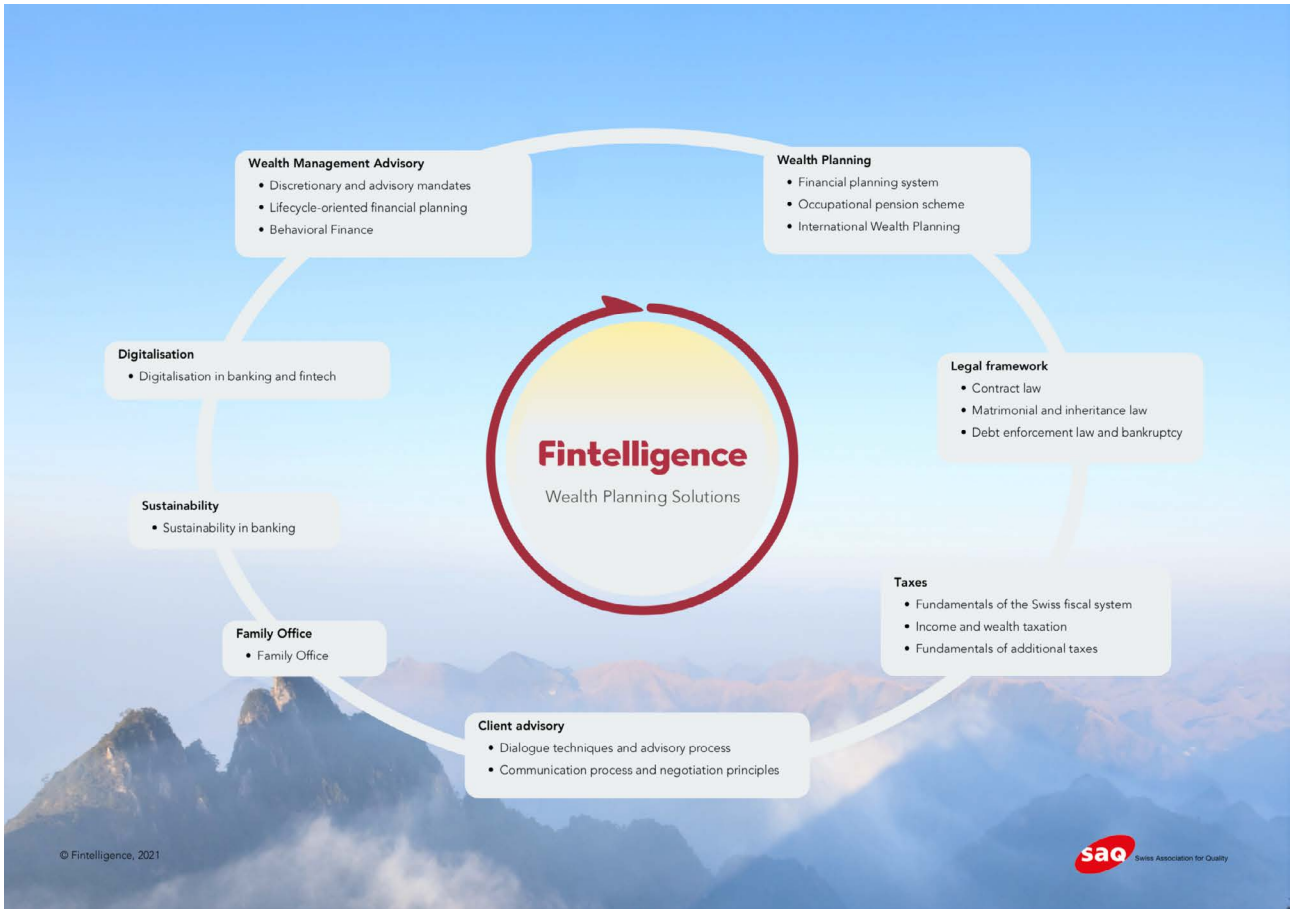 Wealth Management Advisory
• Discretionary and advisory mandates
• Lifecycle-oriented financial planning
• Behavioral Finance
Wealth Planning
• Financial planning system
• Occupational pension scheme
• International Wealth Planning
Digitalisation
• Digitalisation in banking and fintech
Legal framework
• Contract law
• Matrimonial and inheritance law
• Debt enforcement law and bankruptcy
Fintelligence
Wealth Planning Solutions
Sustainability
• Sustainability in banking
Taxes
• Fundamentals of the Swiss fiscal system
• Income and wealth taxation
• Fundamentals of additional taxes
Family Office
• Family Office
Client advisory
• Dialogue techniques and advisory process
• Communication process and negotiation principles
© Fintelligence, 2021
saq Swiss Association for Quality